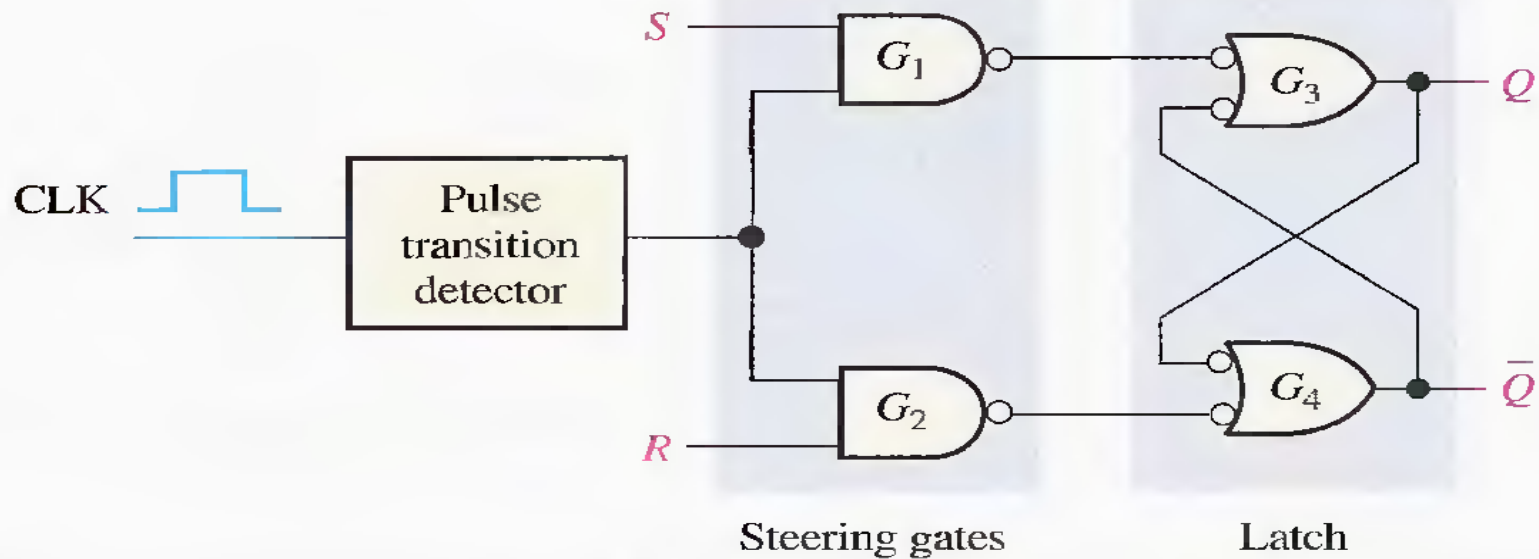 S
G₁
G₃
Q
CLK
Pulse
transition
detector
G₂
G₄
Q̅
R
Steering gates
Latch